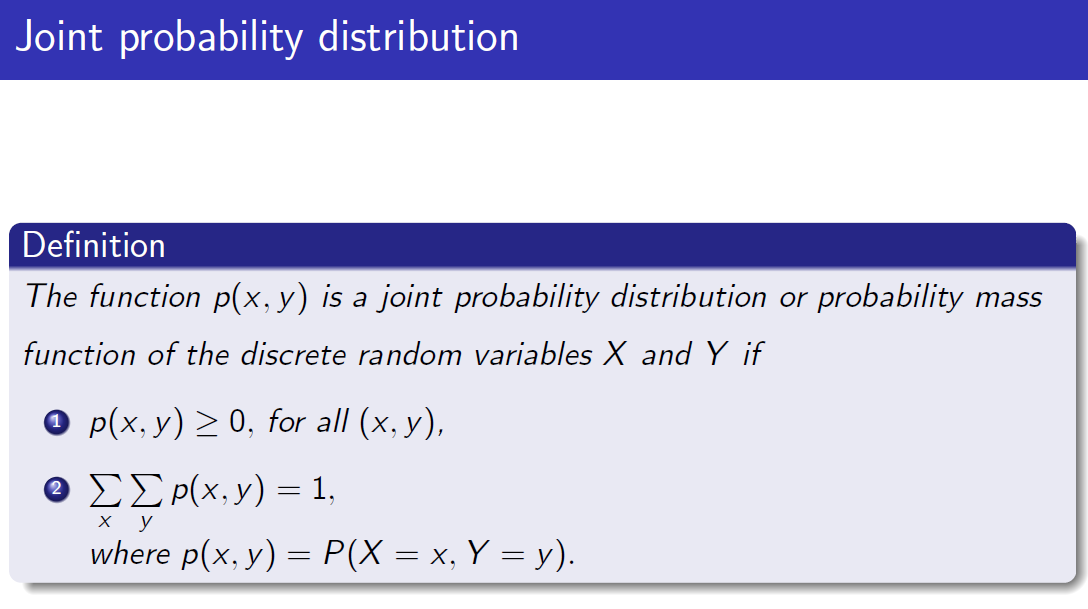 Joint probability distribution
Definition
The function p(x, y) is a joint probability distribution or probability mass
function of the discrete random variables X and Y if
1 p(x, y) ≥ 0, for all (x, y),
2 ∑x ∑y p(x, y) = 1,
where p(x, y) = P(X = x, Y = y).